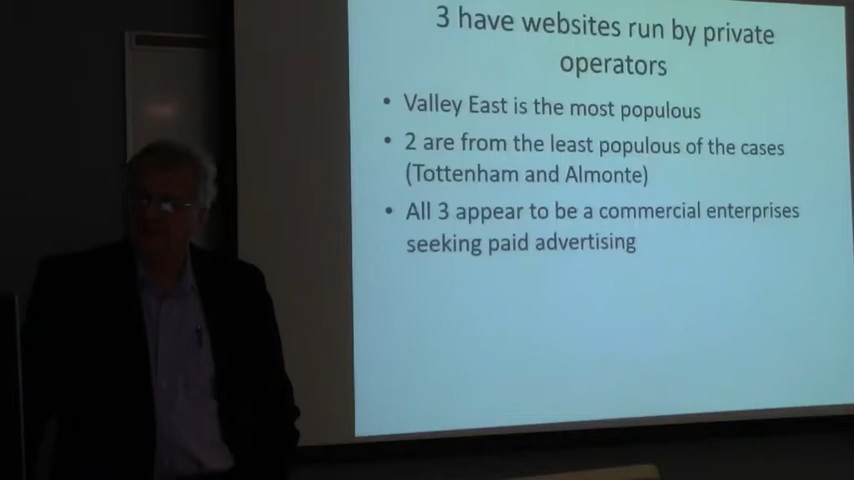 3 have websites run by private
operators
• Valley East is the most populous
• 2 are from the least populous of the cases
(Tottenham and Almonte)
• All 3 appear to be a commercial enterprises
seeking paid advertising